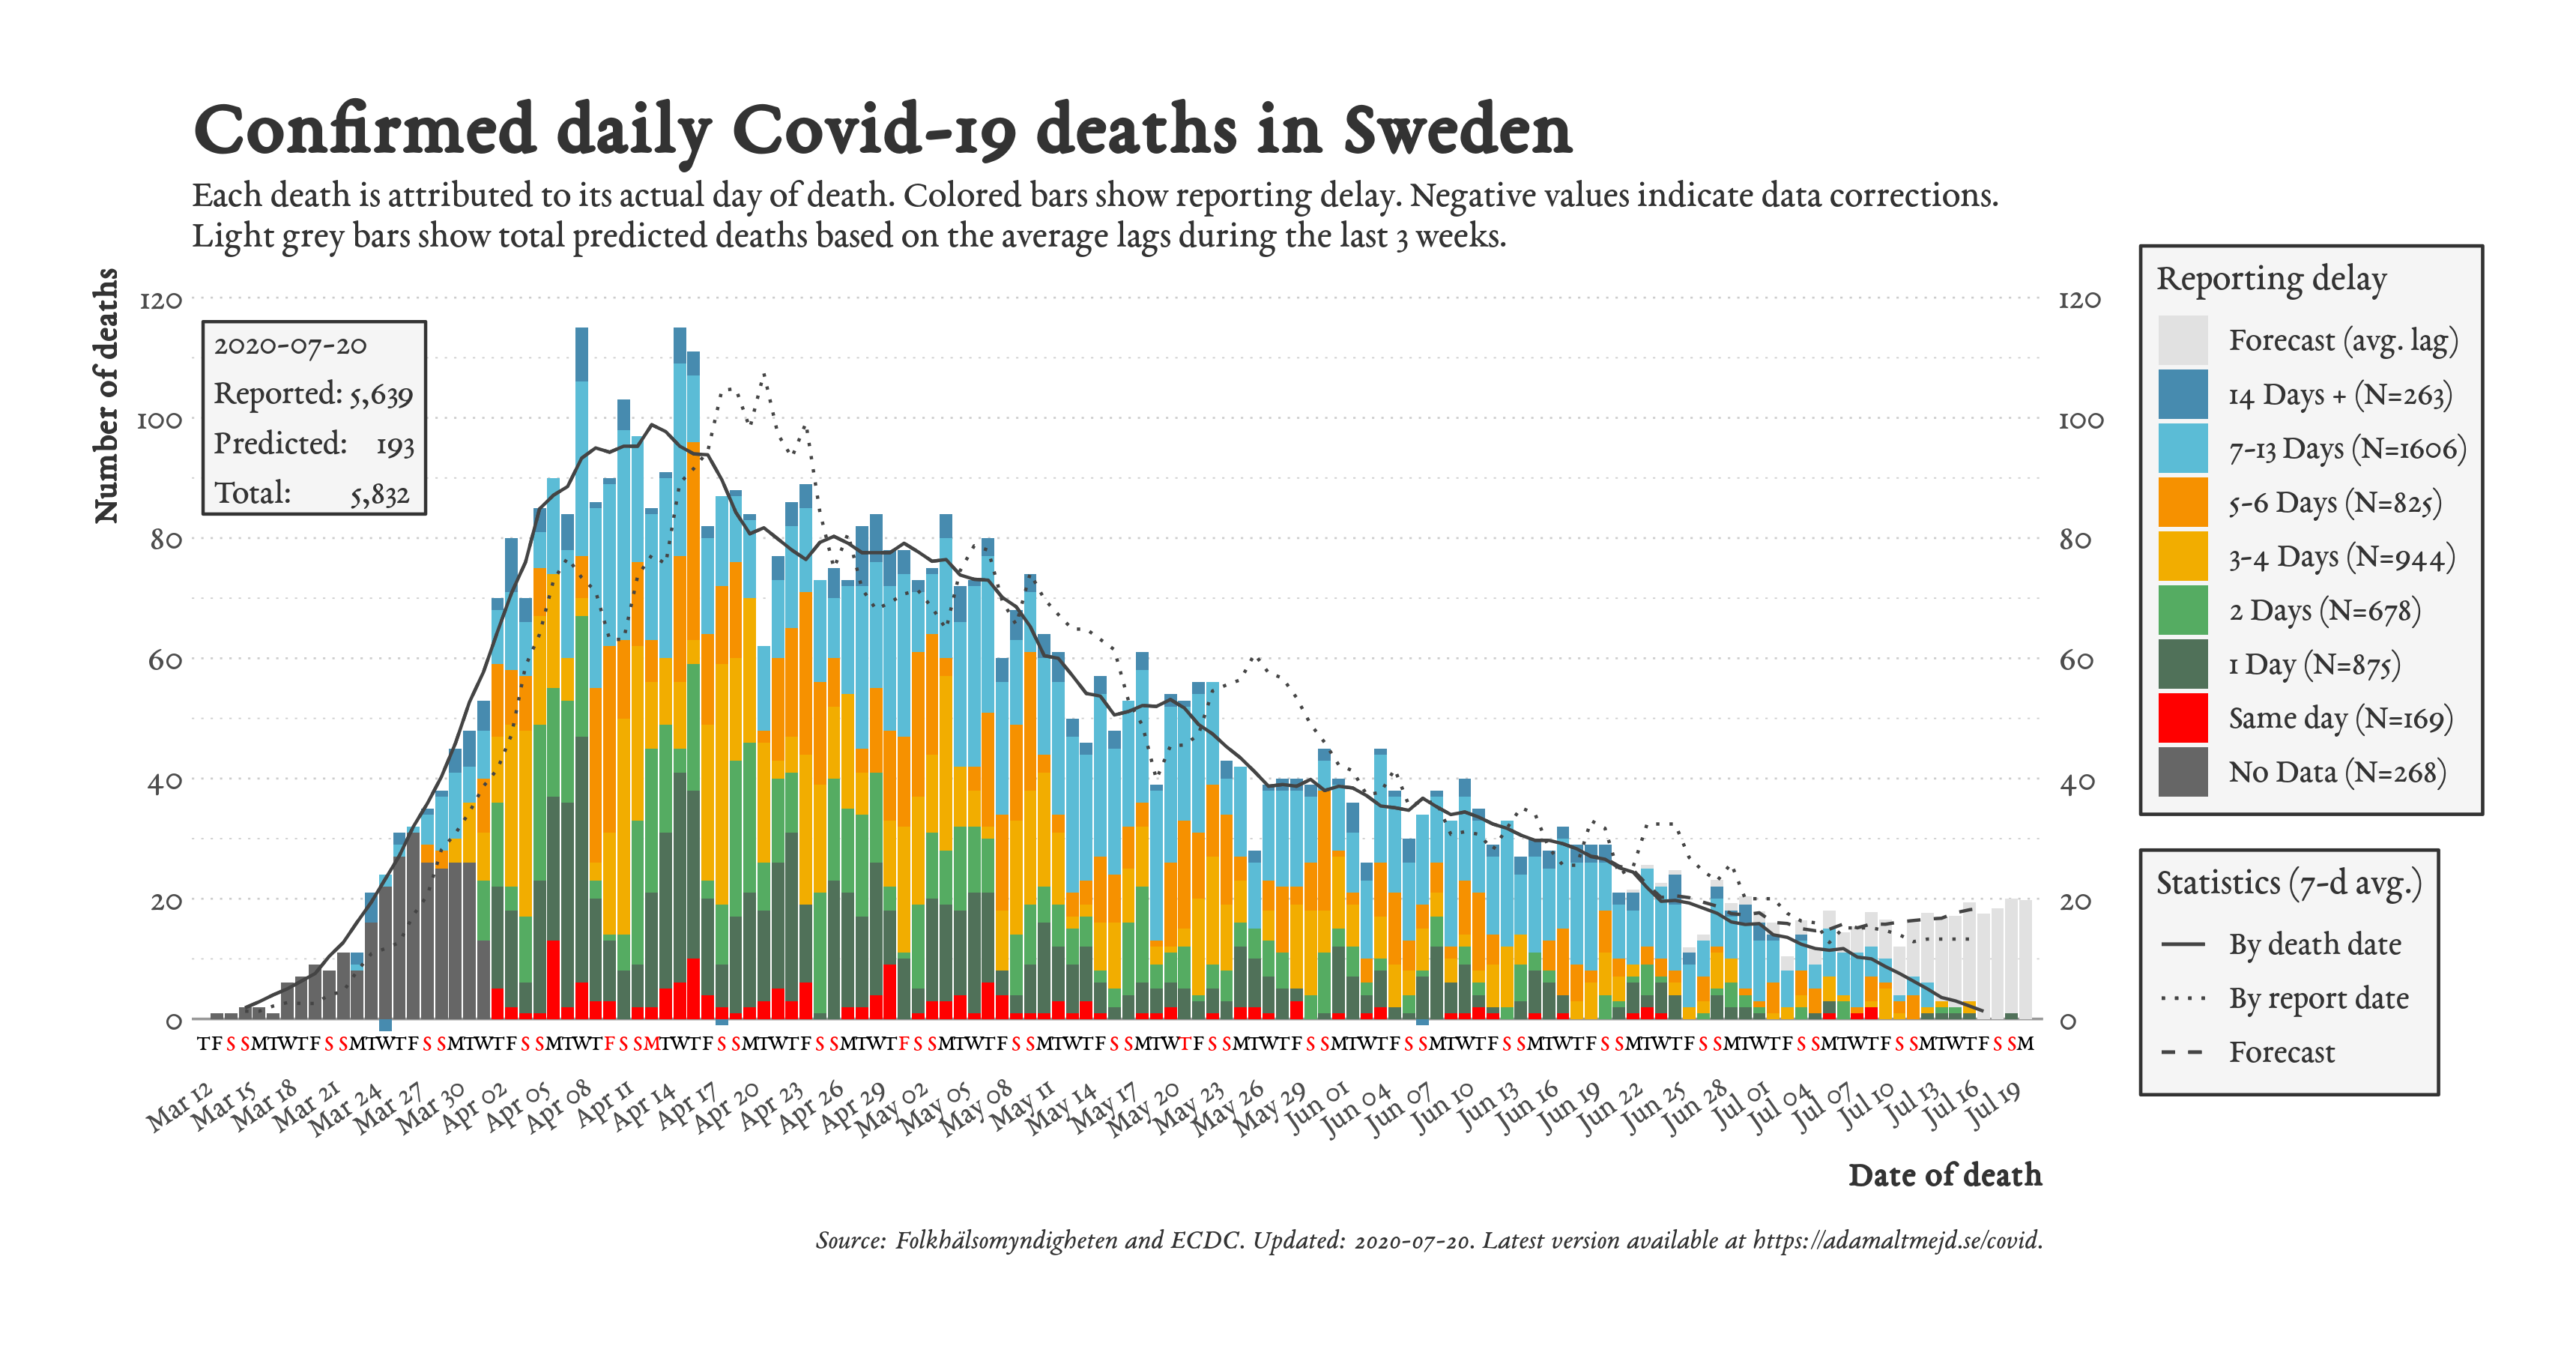 Confirmed daily Covid-19 deaths in Sweden
Each death is attributed to its actual day of death. Colored bars show reporting delay. Negative values indicate data corrections.
Light grey bars show total predicted deaths based on the average lags during the last 3 weeks.
Number of deaths
120
100
80
60
40
20
0
2020-07-20
Reported: 5,639
Predicted: 193
Total: 5,832
120
100
80
60
40
20
0
TFSSMTWTFSSMTWTFSSMTWTFSSMTWTFSSMTWTFSSMTWTFSSMTWTFSSMTWTFSSMTWTFSSMTWTFSSMTWTFSSMTWTFSSMTWTFSSMTWTFSSMTWTFSSMTWTFSSMTWTFSSMTWTFSSM
Mar 12
Mar 15
Mar 18
Mar 21
Mar 24
Mar 27
Mar 30
Apr 02
Apr 05
Apr 08
Apr 11
Apr 14
Apr 17
Apr 20
Apr 23
Apr 26
Apr 29
May 02
May 05
May 08
May 11
May 14
May 17
May 20
May 23
May 26
May 29
Jun 01
Jun 04
Jun 07
Jun 10
Jun 13
Jun 16
Jun 19
Jun 22
Jun 25
Jun 28
Jul 01
Jul 04
Jul 07
Jul 10
Jul 13
Jul 16
Jul 19
Date of death
Source: Folkhälsomyndigheten and ECDC. Updated: 2020-07-20. Latest version available at https://adamaltmejd.se/covid.
Reporting delay
Forecast (avg. lag)
14 Days + (N=263)
7-13 Days (N=1606)
5-6 Days (N=825)
3-4 Days (N=944)
2 Days (N=678)
1 Day (N=875)
Same day (N=169)
No Data (N=268)
Statistics (7-d avg.)
By death date
By report date
Forecast